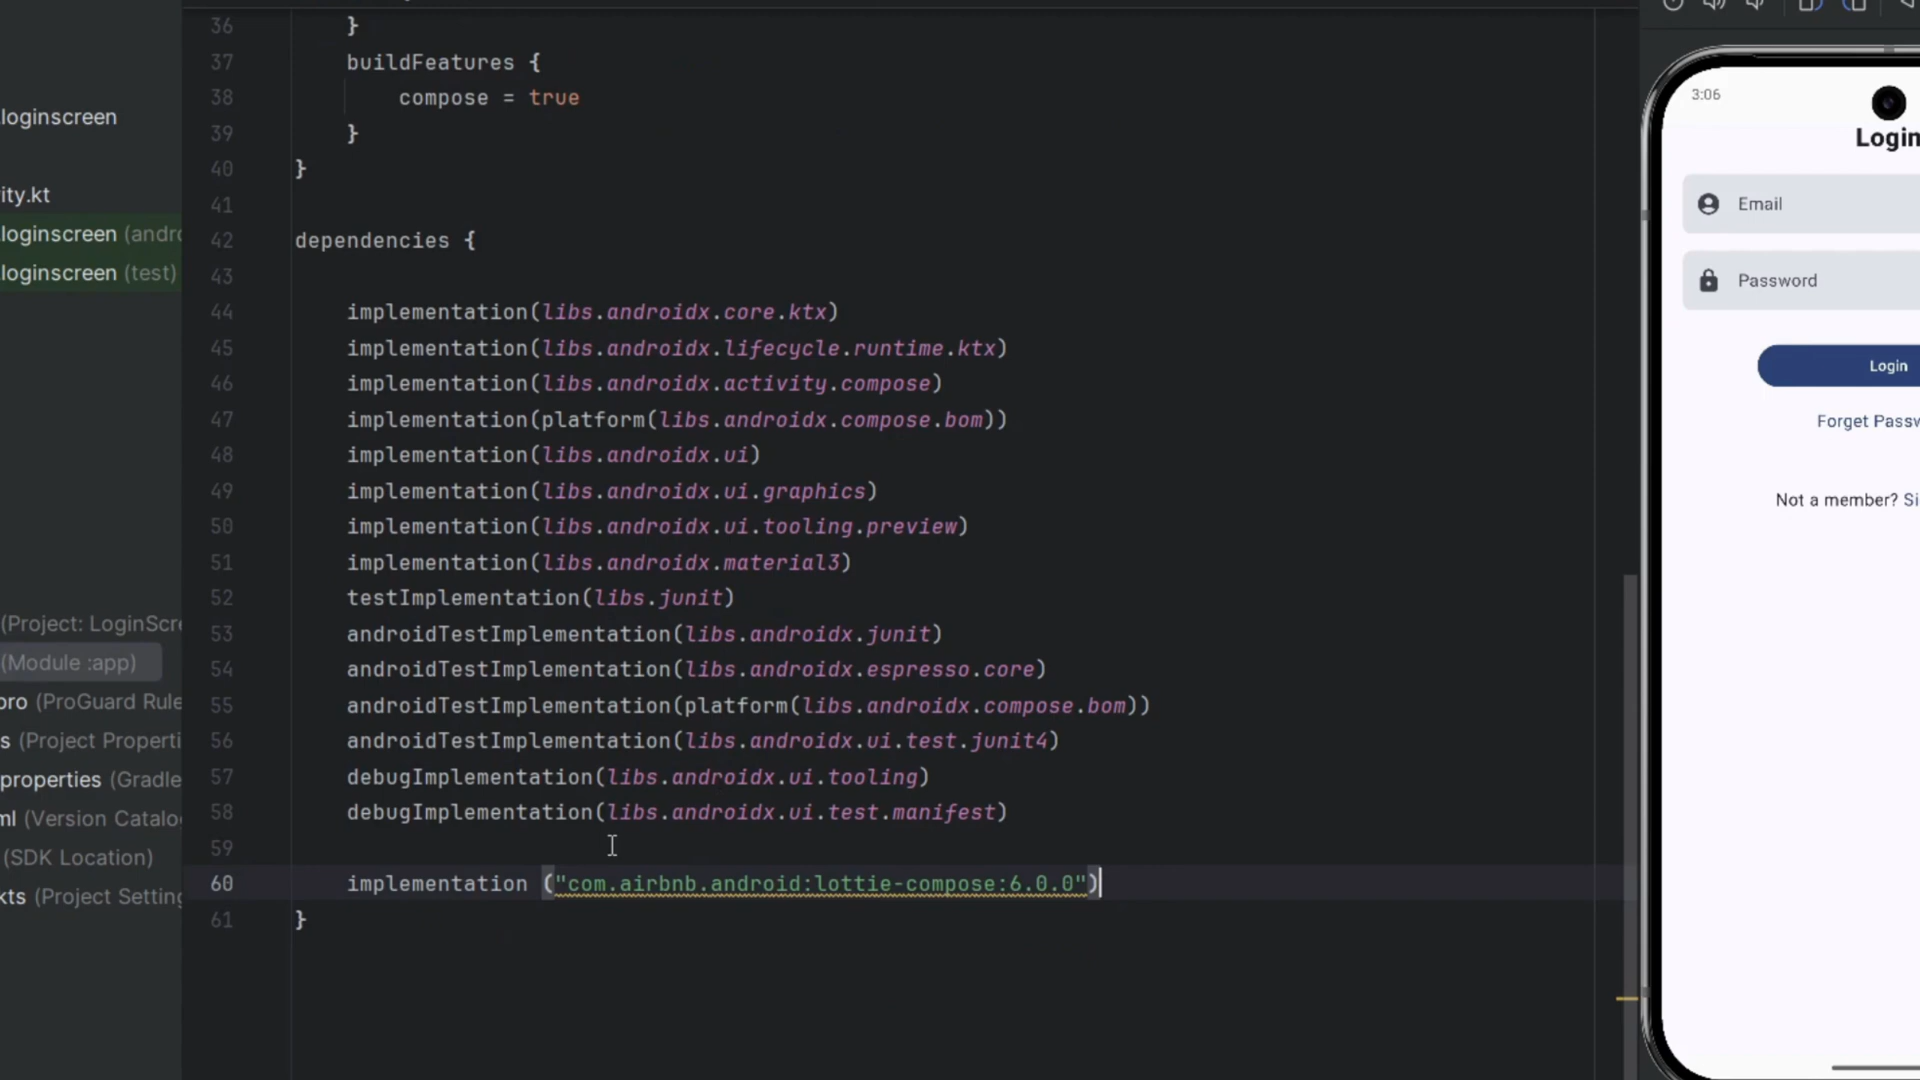 loginscreen
ity.kt
loginscreen (andro
loginscreen (test)
(Project: LoginScre
(Module :app)
pro (ProGuard Rule
s (Project Properti
properties (Gradle
ml (Version Catalo
(SDK Location)
kts (Project Setting
36 }
37 buildFeatures {
38 compose = true
39 }
40 }
41
42 dependencies {
43
44 implementation(libs.androidx.core.ktx)
45 implementation(libs.androidx.lifecycle.runtime.ktx)
46 implementation(libs.androidx.activity.compose)
47 implementation(platform(libs.androidx.compose.bom))
48 implementation(libs.androidx.ui)
49 implementation(libs.androidx.ui.graphics)
50 implementation(libs.androidx.ui.tooling.preview)
51 implementation(libs.androidx.material3)
52 testImplementation(libs.junit)
53 androidTestImplementation(libs.androidx.junit)
54 androidTestImplementation(libs.androidx.espresso.core)
55 androidTestImplementation(platform(libs.androidx.compose.bom))
56 androidTestImplementation(libs.androidx.ui.test.junit4)
57 debugImplementation(libs.androidx.ui.tooling)
58 debugImplementation(libs.androidx.ui.test.manifest)
59
60 implementation ("com.airbnb.android:lottie-compose:6.0.0")
61 }
3:06
Login
Email
Password
Login
Forget Passw
Not a member? Si